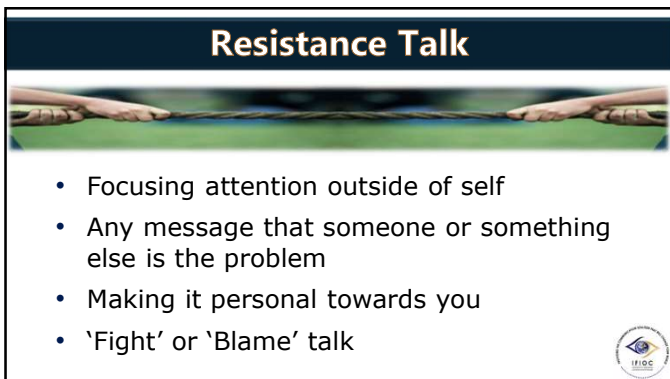 Resistance Talk
• Focusing attention outside of self
• Any message that someone or something
else is the problem
• Making it personal towards you
• ‘Fight’ or ‘Blame’ talk
IFIOC